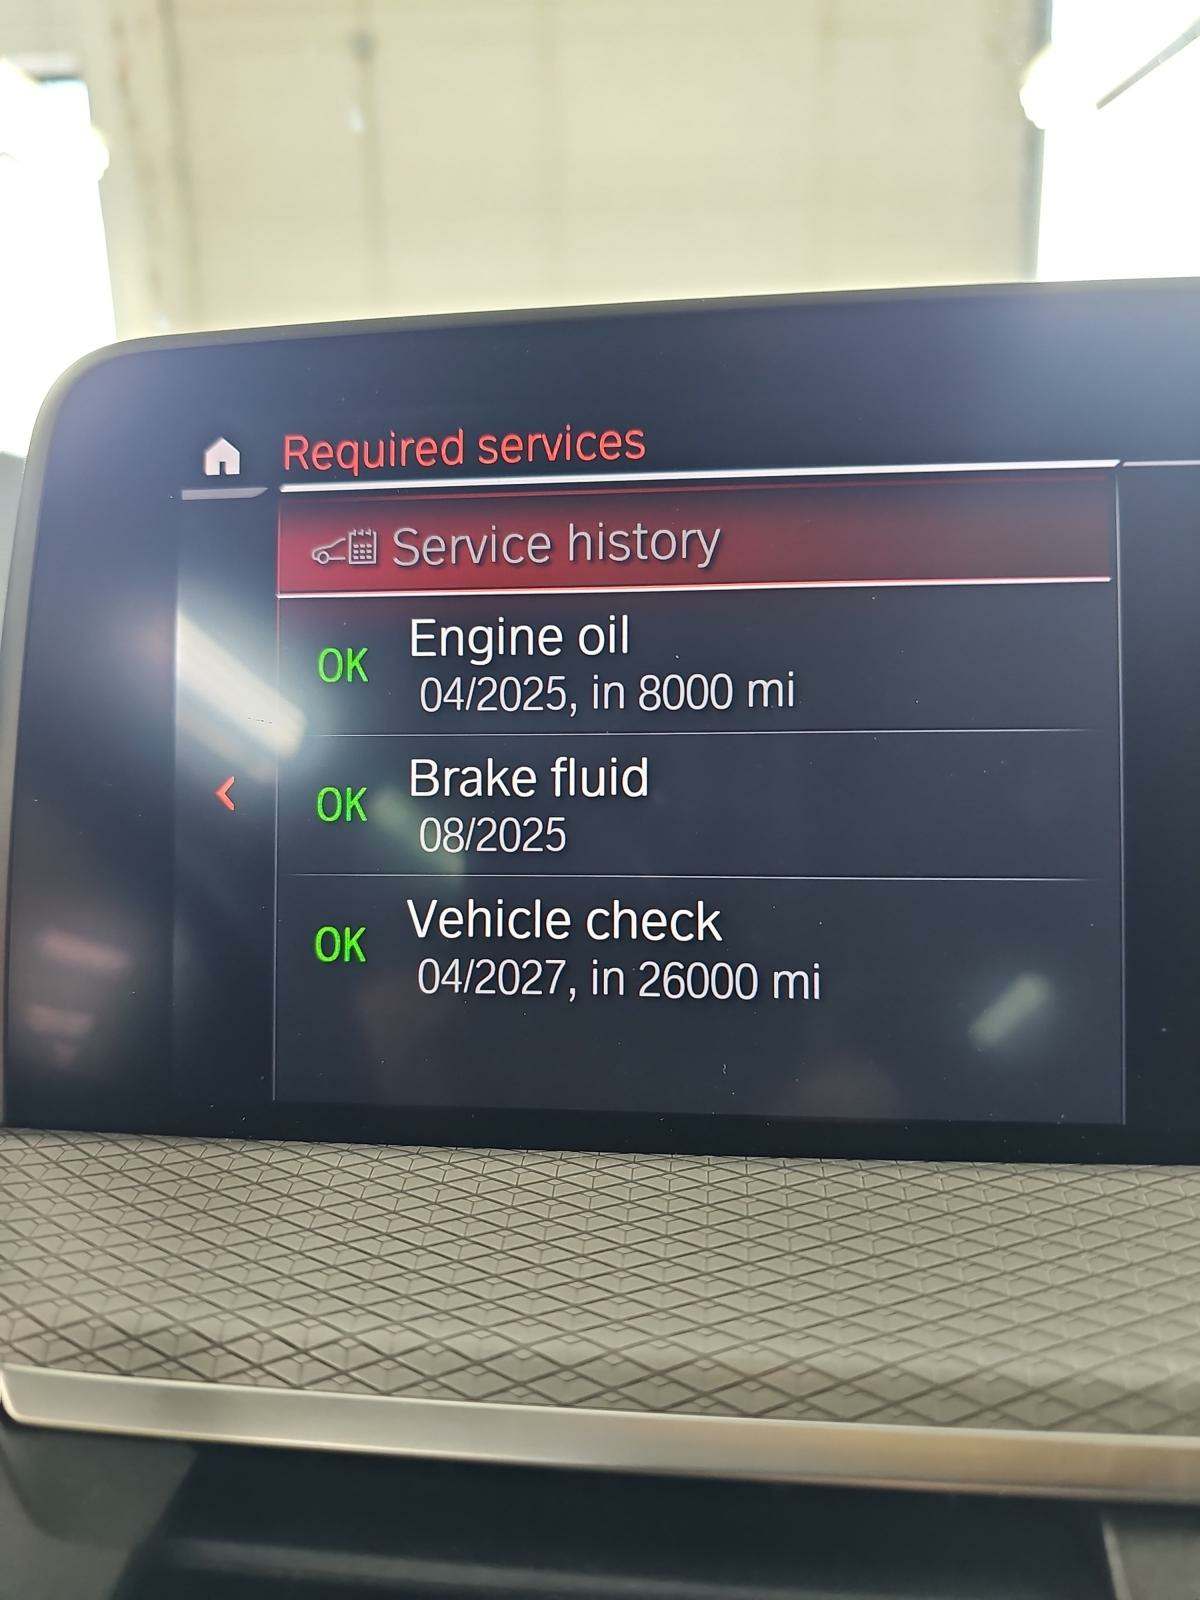 Required services
Service history
OK
Engine oil
04/2025, in 8000 mi
OK
Brake fluid
08/2025
OK
Vehicle check
04/2027, in 26000 mi